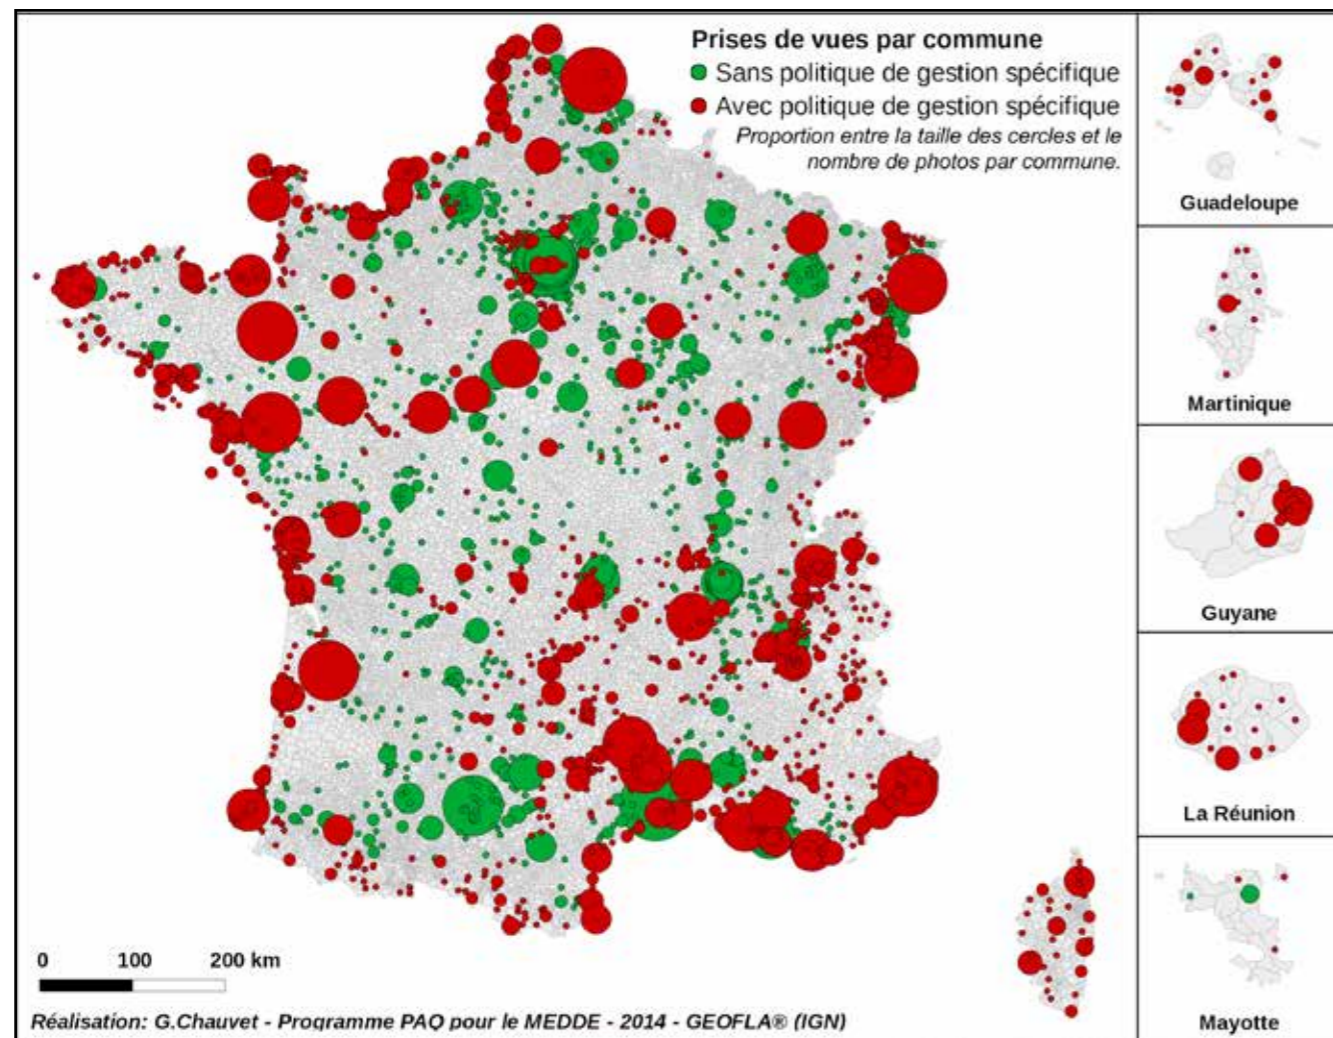 Prises de vues par commune
Sans politique de gestion spécifique
Avec politique de gestion spécifique
Proportion entre la taille des cercles et le
nombre de photos par commune.
Guadeloupe
Martinique
Guyane
La Réunion
Mayotte
0 100 200 km
Réalisation: G.Chauvet - Programme PAQ pour le MEDDE - 2014 - GEOFLA® (IGN)